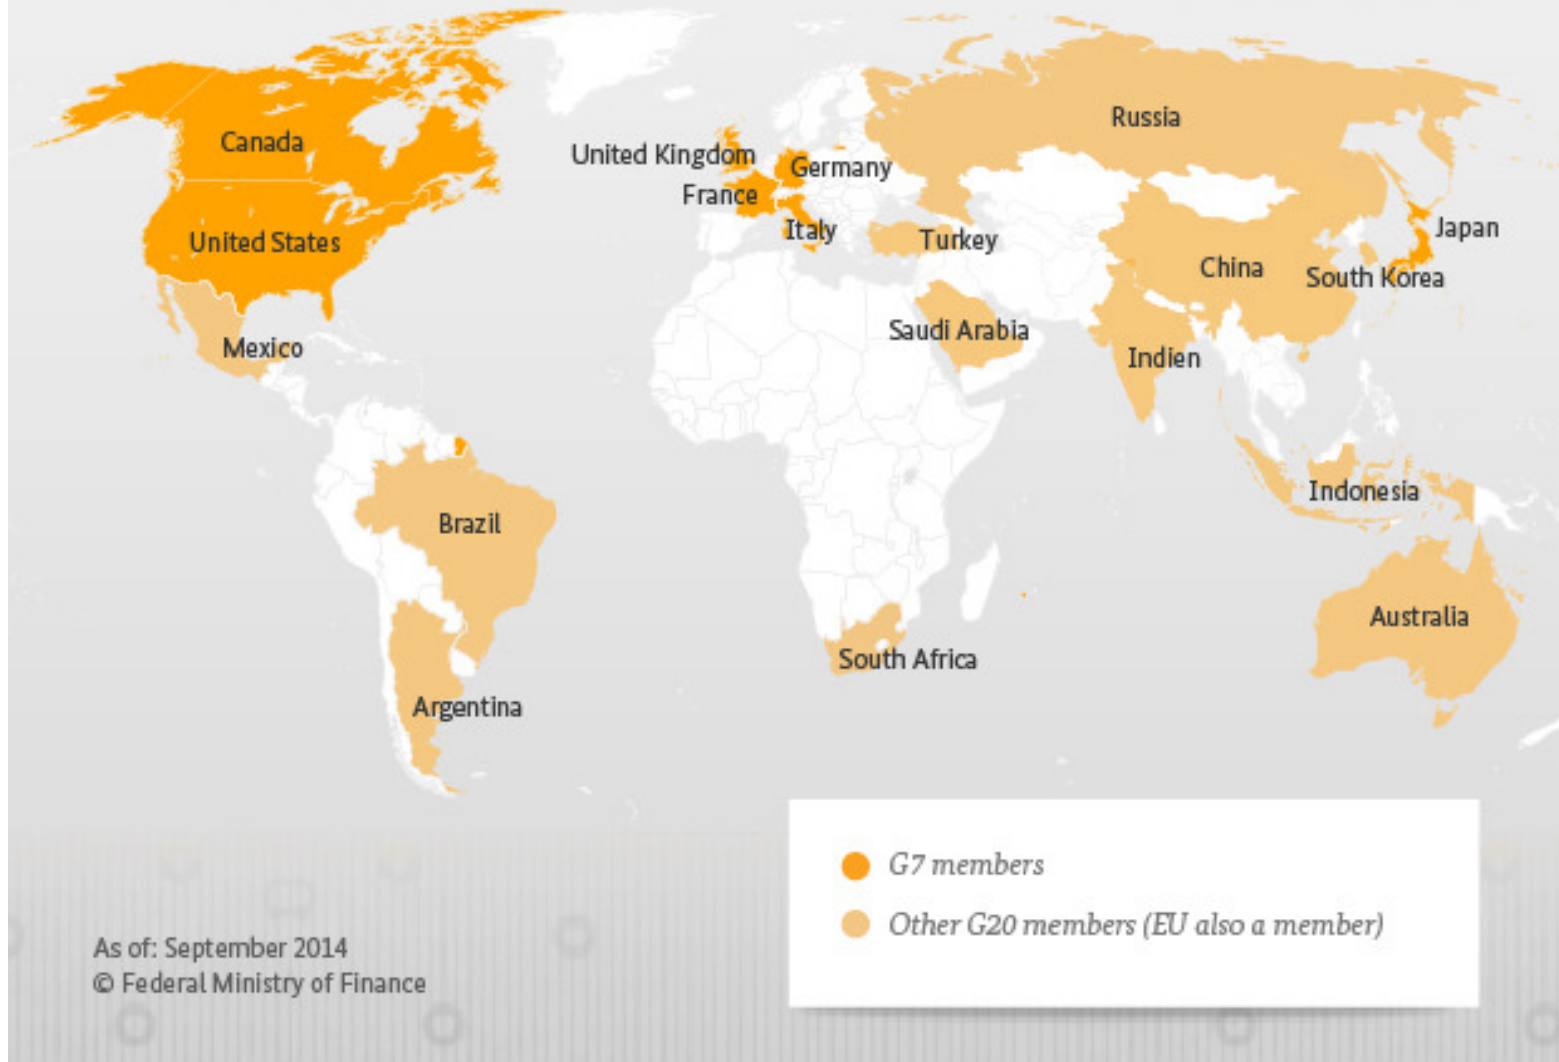 Canada
United States
Mexico
Brazil
Argentina
United Kingdom
France
Germany
Italy
Turkey
Saudi Arabia
South Africa
Russia
China
Indien
South Korea
Japan
Indonesia
Australia
G7 members
Other G20 members (EU also a member)
As of: September 2014
© Federal Ministry of Finance